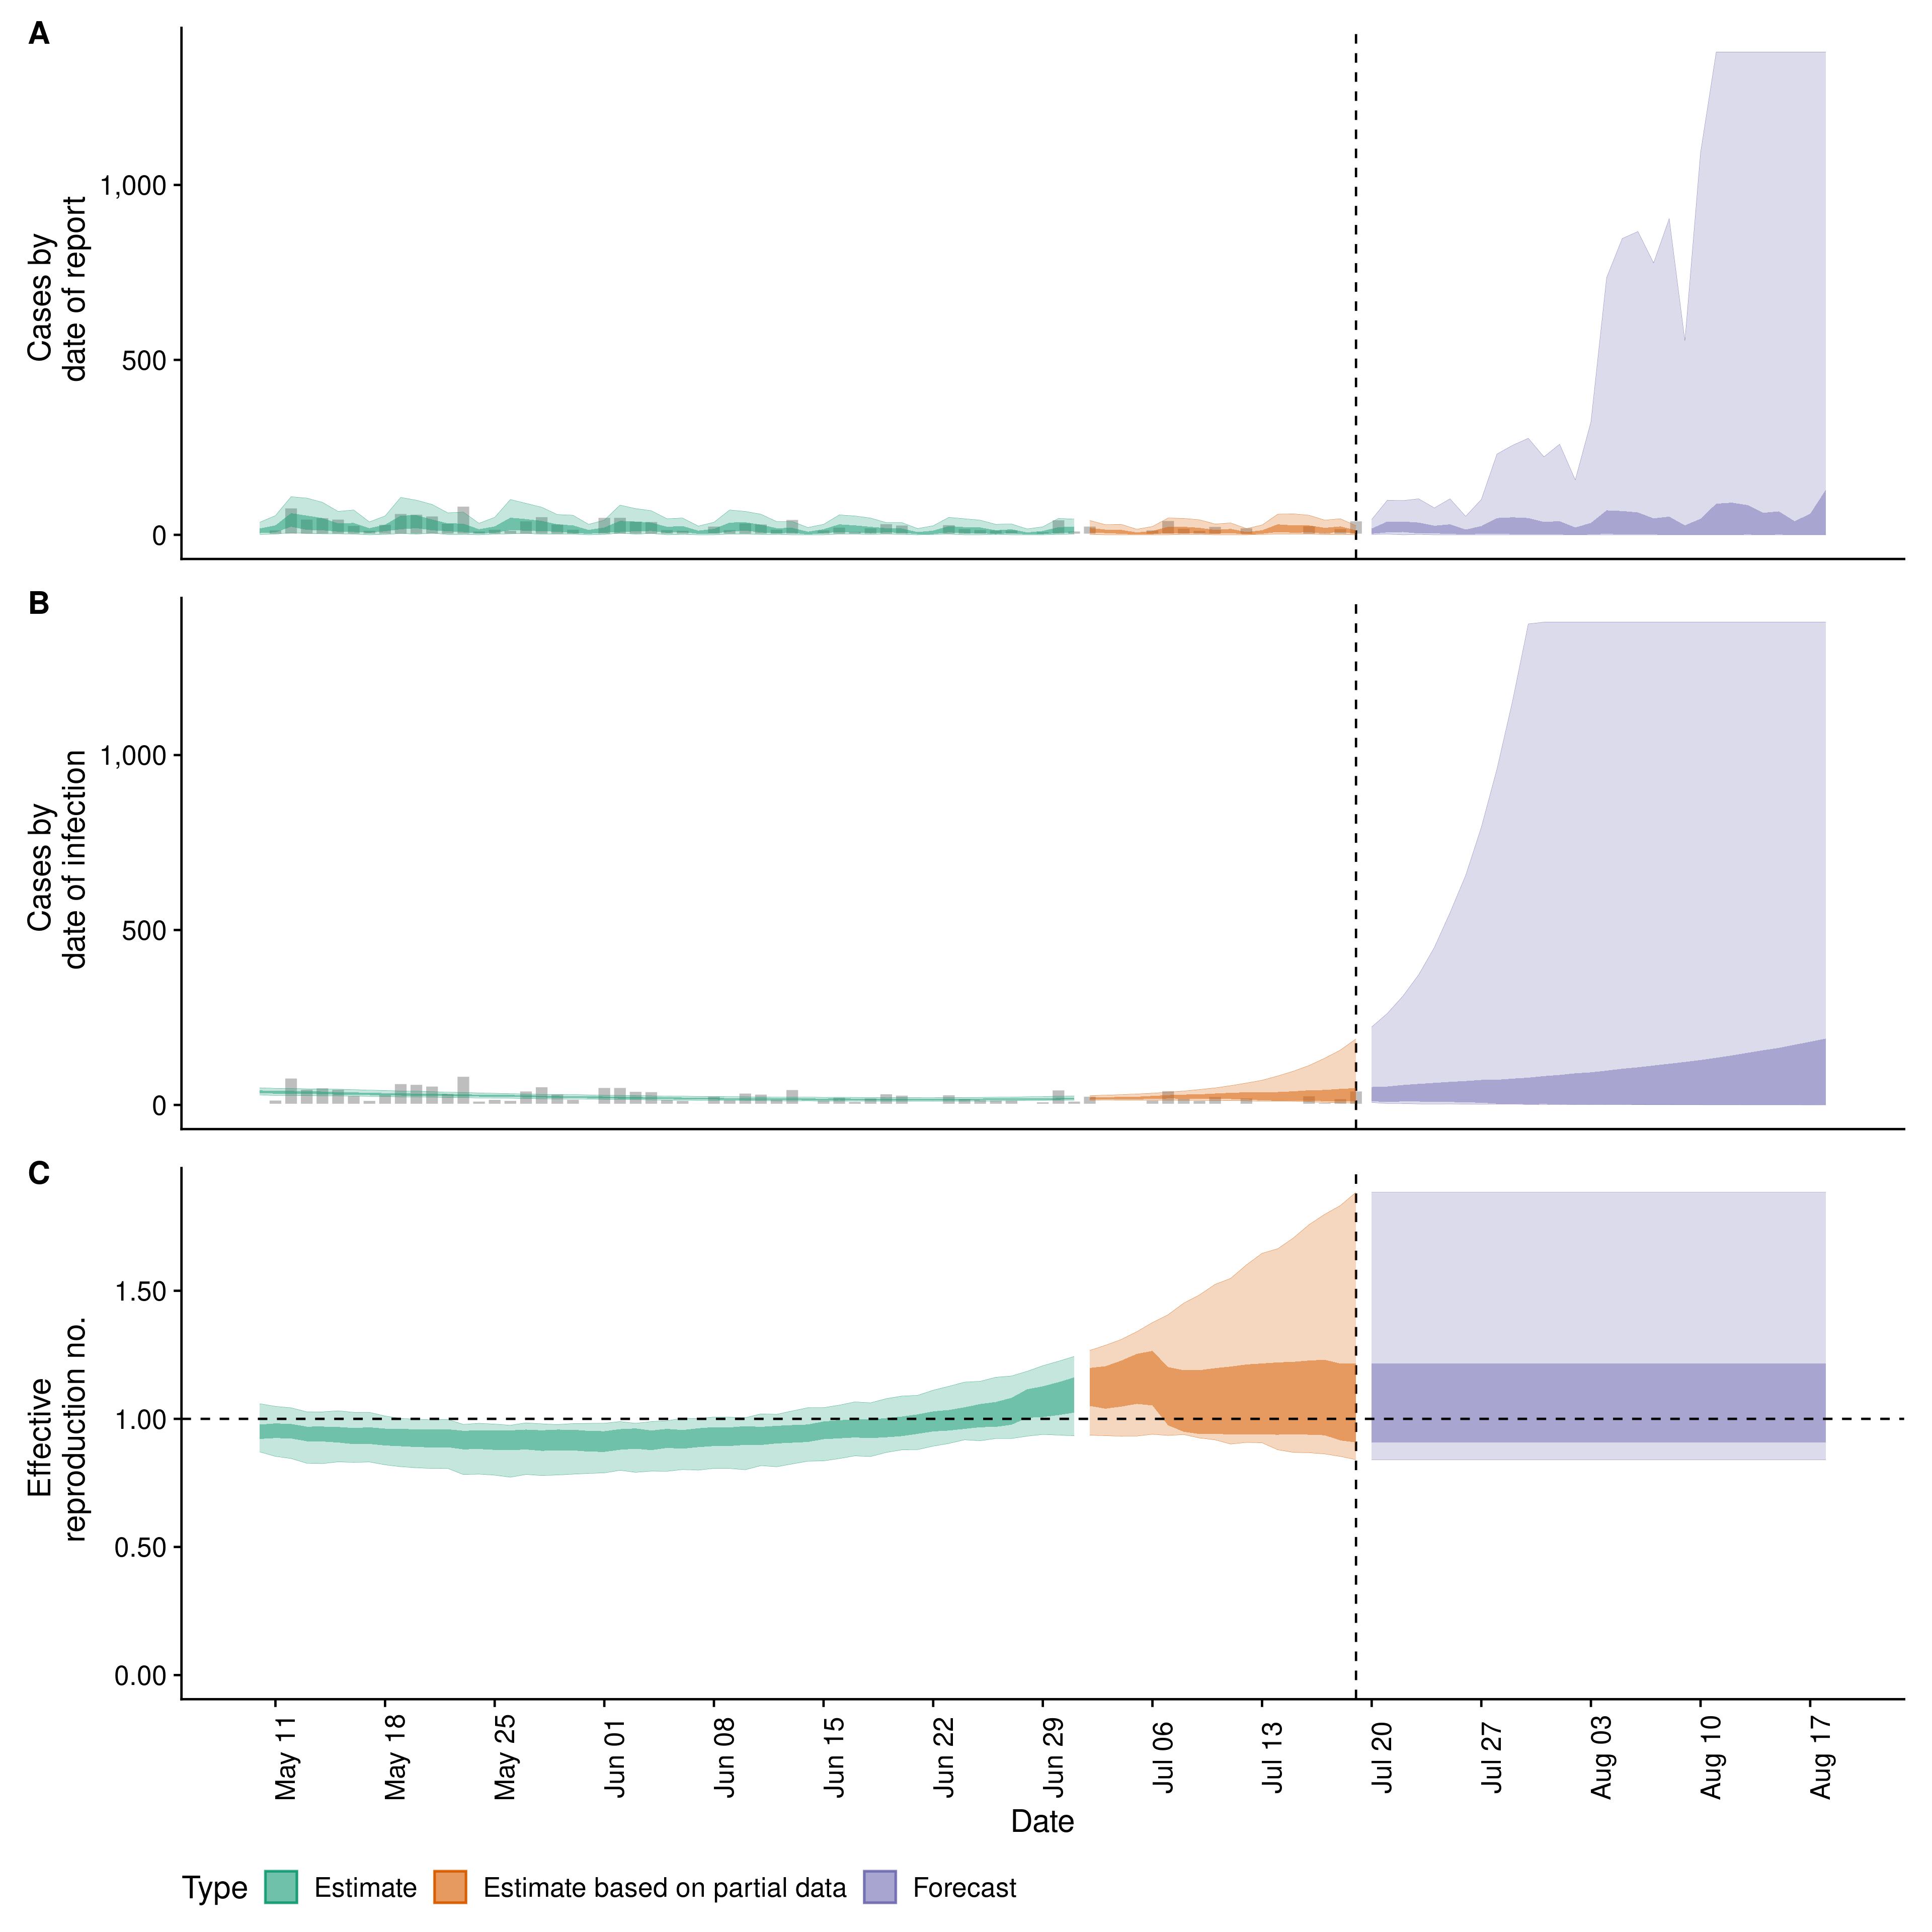 A
Cases by
date of report
1,000
500
0
B
Cases by
date of infection
1,000
500
0
C
Effective
reproduction no.
1.50
1.00
0.50
0.00
May 11
May 18
May 25
Jun 01
Jun 08
Jun 15
Jun 22
Jun 29
Jul 06
Jul 13
Jul 20
Jul 27
Aug 03
Aug 10
Aug 17
Date
Type Estimate Estimate based on partial data Forecast